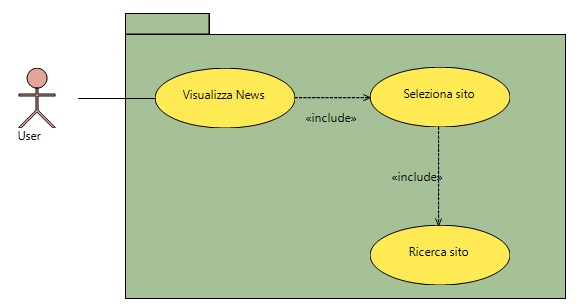 Visualizza News
Seleziona sito
«include»
User
«include»
Ricerca sito